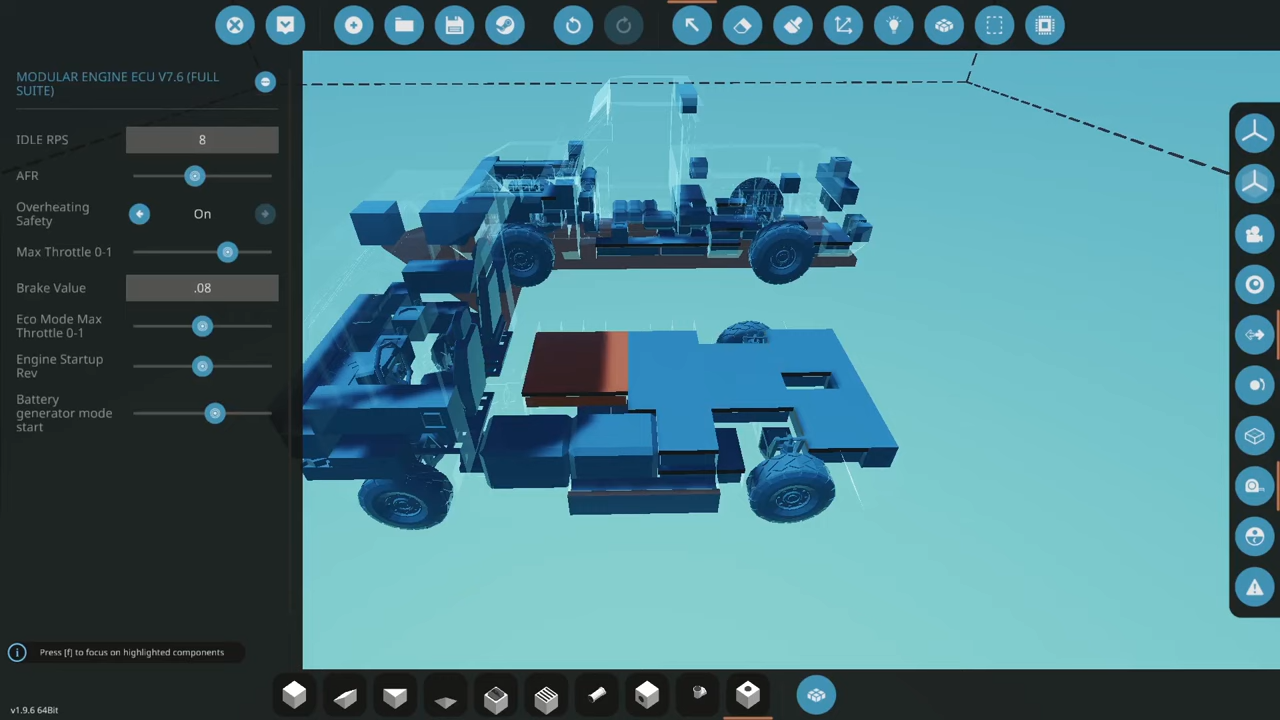 MODULAR ENGINE ECU V7.6 (FULL
SUITE)
IDLE RPS
8
AFR
Overheating
Safety
On
Max Throttle 0-1
Brake Value
.08
Eco Mode Max
Throttle 0-1
Engine Startup
Rev
Battery
generator mode
start
Press [f] to focus on highlighted components
v1.9.6 64Bit